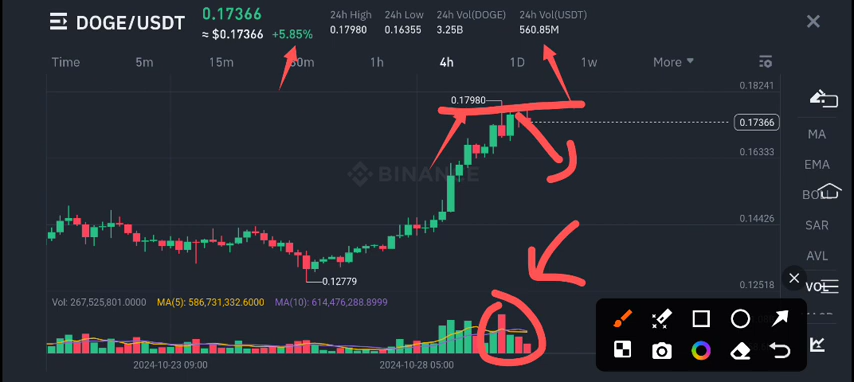 DOGE/USDT
0.17366
≈ $0.17366 +5.85%
24h High 24h Low 24h Vol(DOGE) 24h Vol(USDT)
0.17980 0.16355 3.25B 560.85M
Time 5m 15m 30m 1h 4h 1D 1w More
0.18241
0.17980
0.17366
0.16333
BINANCE
0.14426
0.12779
0.12518
MA
EMA
BOLL
SAR
AVL
VOL
Vol: 267,525,801.0000 MA(5): 586,731,332.6000 MA(10): 614,476,288.8999
2024-10-23 09:00 2024-10-28 05:00